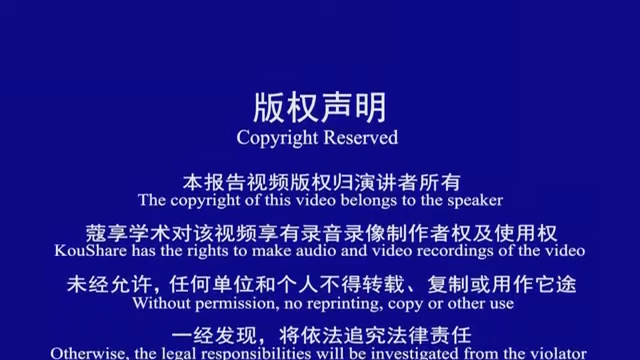 版权声明
Copyright Reserved
本报告视频版权归演讲者所有
The copyright of this video belongs to the speaker
蔻享学术对该视频享有录音录像制作者权及使用权
KouShare has the rights to make audio and video recordings of the video
未经允许，任何单位和个人不得转载、复制或用作它途
Without permission, no reprinting, copy or other use
一经发现，将依法追究法律责任
Otherwise, the legal responsibilities will be investigated from the violator